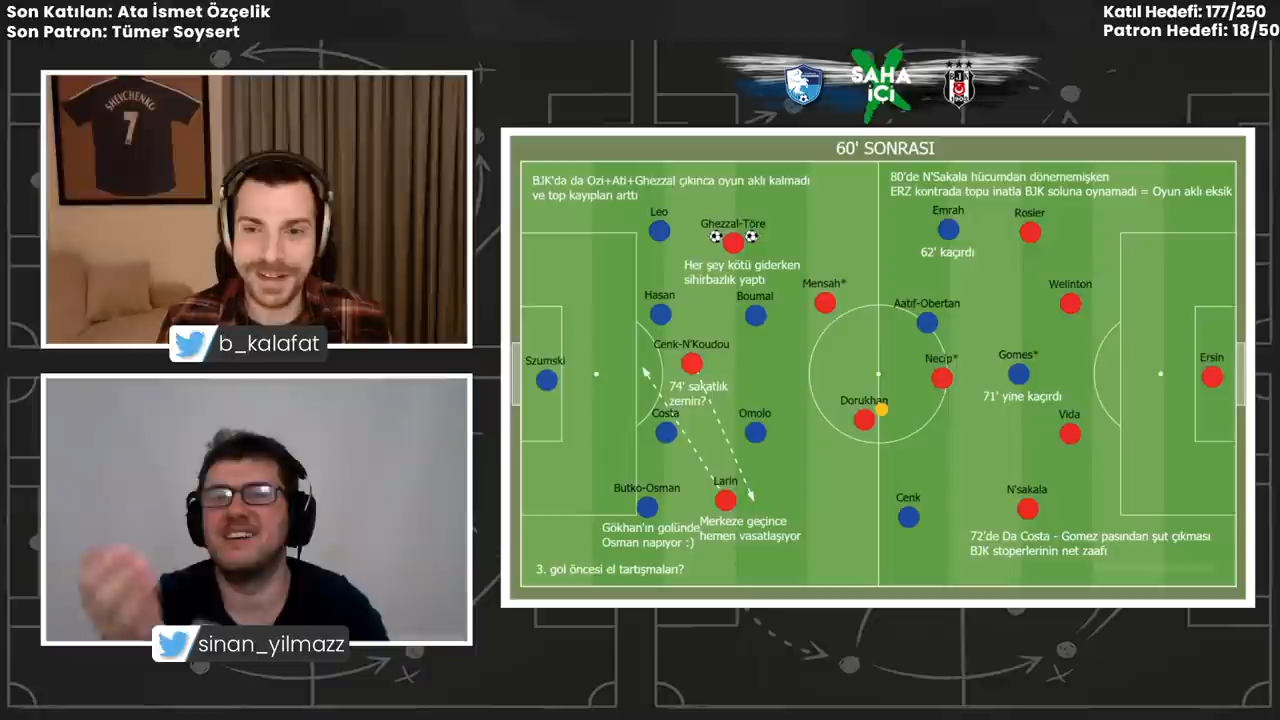 Son Katılan: Ata İsmet Özçelik
Son Patron: Tümer Soysert
Katıl Hedefi: 177/250
Patron Hedefi: 18/50
SHEVCHENKO
7
b_kalafat
sinan_yilmazz
SAHA
İÇİ
BJK
1903
60' SONRASI
BJK'da da Ozi+Ati+Ghezzal çıkınca oyun aklı kalmadı
ve top kayıpları arttı
80'de N'Sakala hücumdan dönememişken
ERZ kontrada topu inatla BJK soluna oynamadı = Oyun aklı eksik
Leo
Ghezzal-Töre
Her şey kötü giderken
sihirbazlık yaptı
Emrah
62' kaçırdı
Rosier
Hasan
Boumal
Mensah*
Aatıf-Obertan
Welinton
Szumski
Cenk-N'Koudou
74' sakatlık
zemin?
Necip*
Gomes*
71' yine kaçırdı
Ersin
Costa
Omolo
Dorukhan
Vida
Butko-Osman
Gökhan'ın golünde
Osman napıyor :)
Larin
Merkeze geçince
hemen vasatlaşıyor
Cenk
N'sakala
72'de Da Costa - Gomez pasından şut çıkması
BJK stoperlerinin net zaafı
3. gol öncesi el tartışmaları?